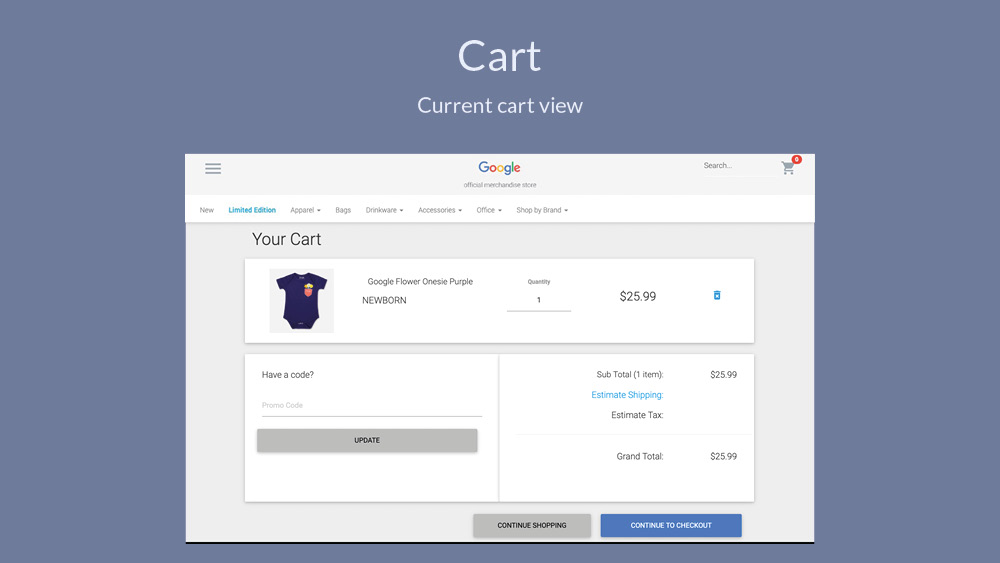 Cart
Current cart view
Google
official merchandise store
Search...
0
New Limited Edition Apparel Bags Drinkware Accessories Office Shop by Brand
Your Cart
Google Flower Onesie Purple
NEWBORN
Quantity
1
$25.99
Have a code?
Promo Code
UPDATE
Sub Total (1 item): $25.99
Estimate Shipping:
Estimate Tax:
Grand Total: $25.99
CONTINUE SHOPPING
CONTINUE TO CHECKOUT